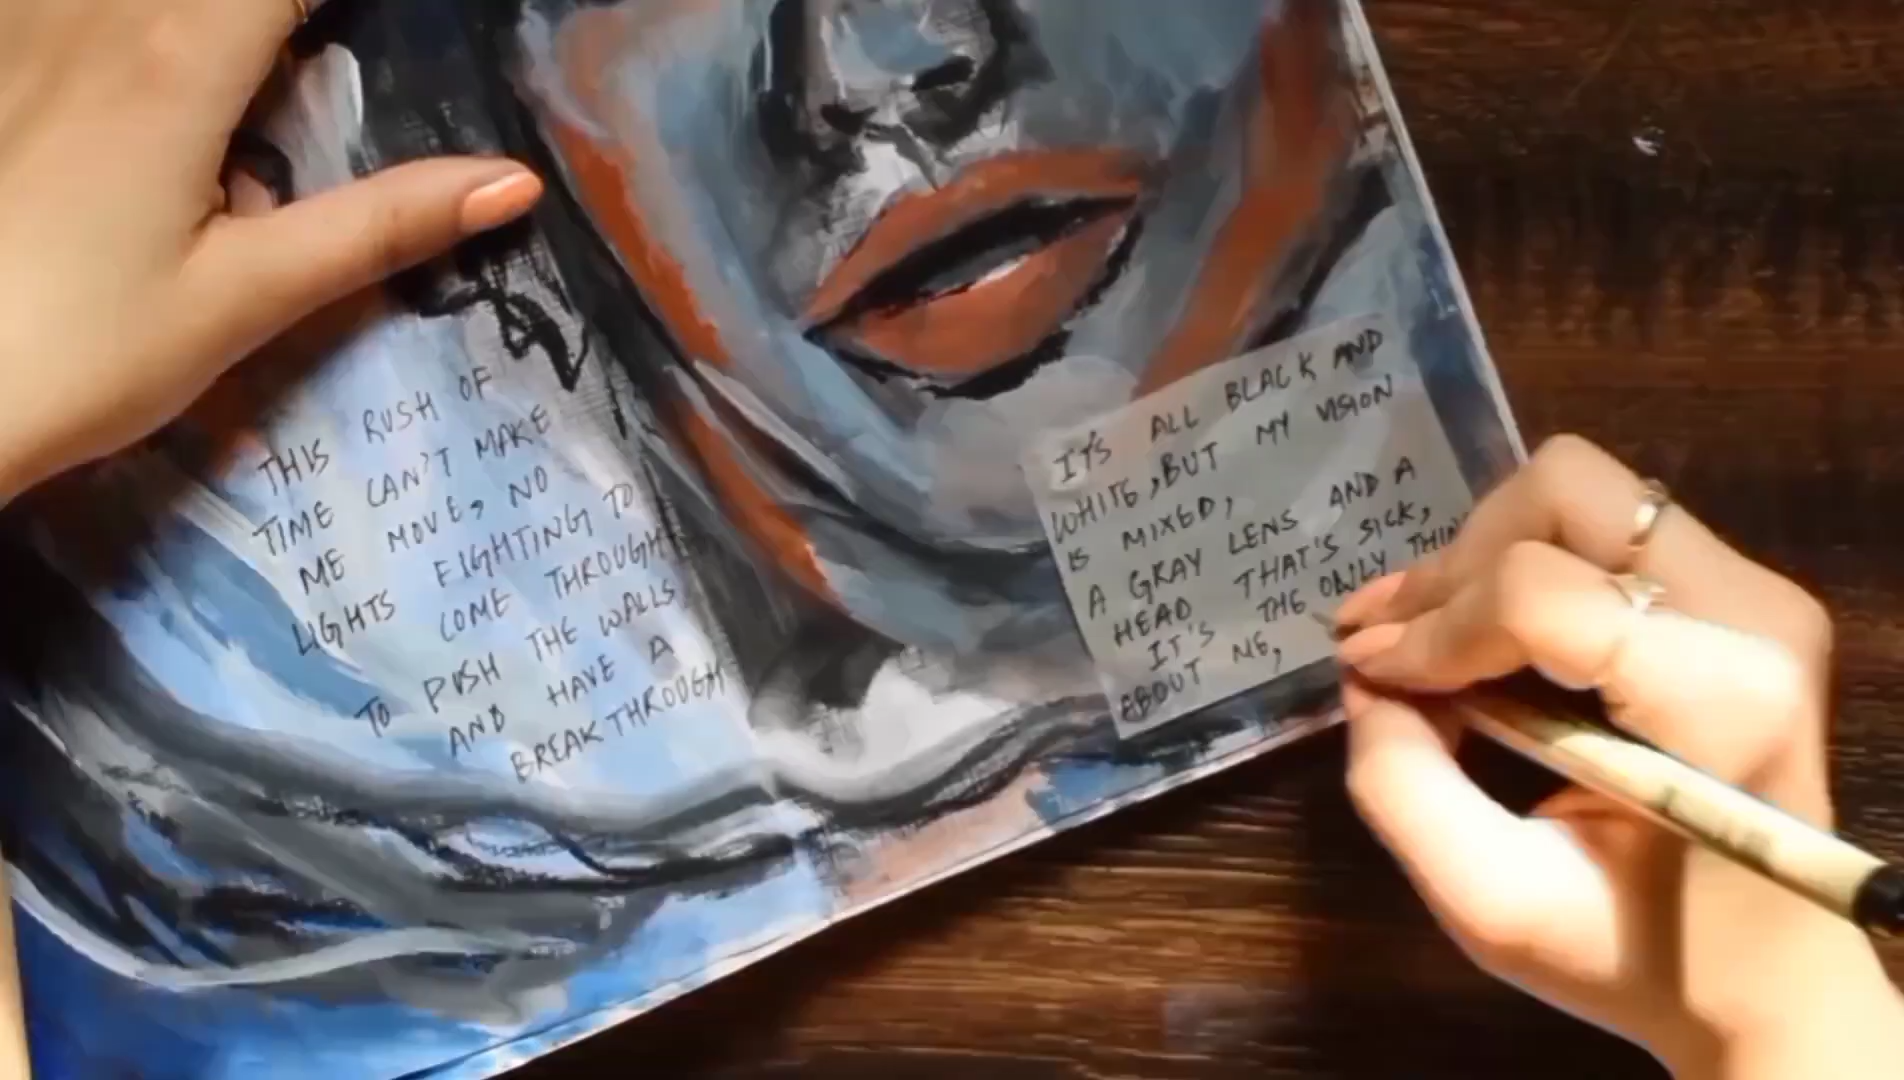 THIS RUSH OF
TIME CAN'T MAKE
ME MOVE, NO
LIGHTS FIGHTING TO
COME THROUGH
TO PUSH THE WALLS
AND HAVE A
BREAKTHROUGH
IT'S ALL BLACK AND
WHITE, BUT MY VISION
IS MIXED,
A GRAY LENS AND A
HEAD THAT'S SICK,
IT'S THE ONLY THIN
ABOUT ME,